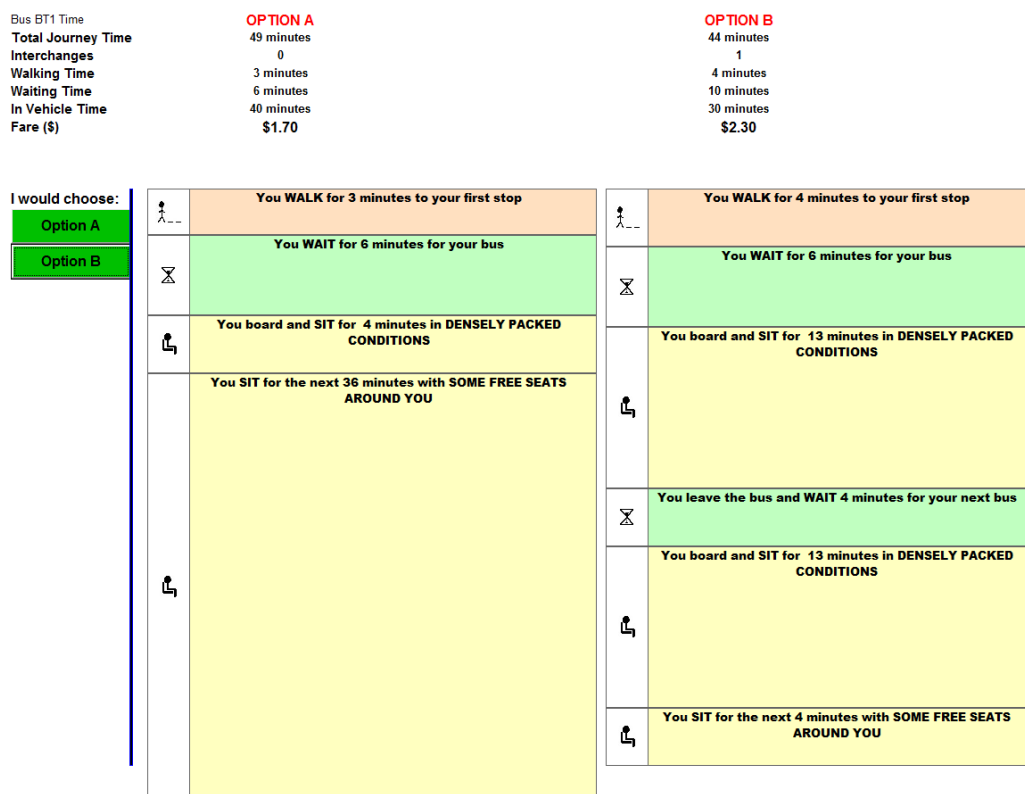 Bus BT1 Time OPTION A OPTION B
Total Journey Time 49 minutes 44 minutes
Interchanges 0 1
Walking Time 3 minutes 4 minutes
Waiting Time 6 minutes 10 minutes
In Vehicle Time 40 minutes 30 minutes
Fare ($) $1.70 $2.30
I would choose:
Option A
Option B
You WALK for 3 minutes to your first stop
You WAIT for 6 minutes for your bus
You board and SIT for 4 minutes in DENSELY PACKED
CONDITIONS
You SIT for the next 36 minutes with SOME FREE SEATS
AROUND YOU
You WALK for 4 minutes to your first stop
You WAIT for 6 minutes for your bus
You board and SIT for 13 minutes in DENSELY PACKED
CONDITIONS
You leave the bus and WAIT 4 minutes for your next bus
You board and SIT for 13 minutes in DENSELY PACKED
CONDITIONS
You SIT for the next 4 minutes with SOME FREE SEATS
AROUND YOU